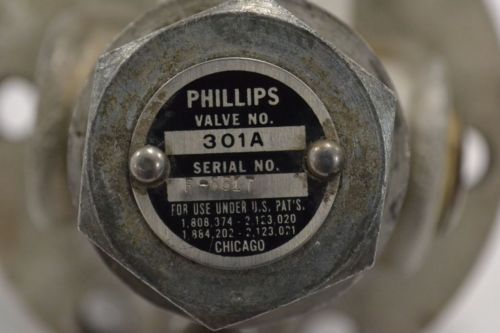 PHILLIPS
VALVE NO.
301A
SERIAL NO.
FOR USE UNDER U.S. PAT'S.
1,808,374 - 2,123,020
1,884,202 - 2,123,021
CHICAGO